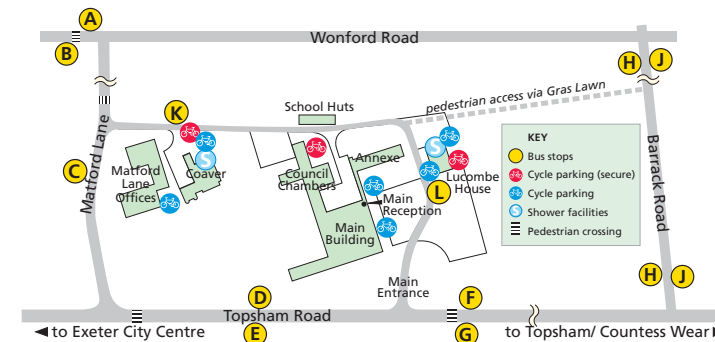 A
B
Wonford Road
H
J
K
School Huts
pedestrian access via Gras Lawn
Matford Lane
C
Matford
Lane
Offices
S
Coaver
Council
Chambers
Annexe
S
Lucombe
House
L
Main
Reception
Main
Building
Main
Entrance
KEY
Bus stops
Cycle parking (secure)
Cycle parking
S
Shower facilities
Pedestrian crossing
Barrack Road
H
J
D
F
Topsham Road
E
G
to Exeter City Centre
to Topsham/ Countess Wear